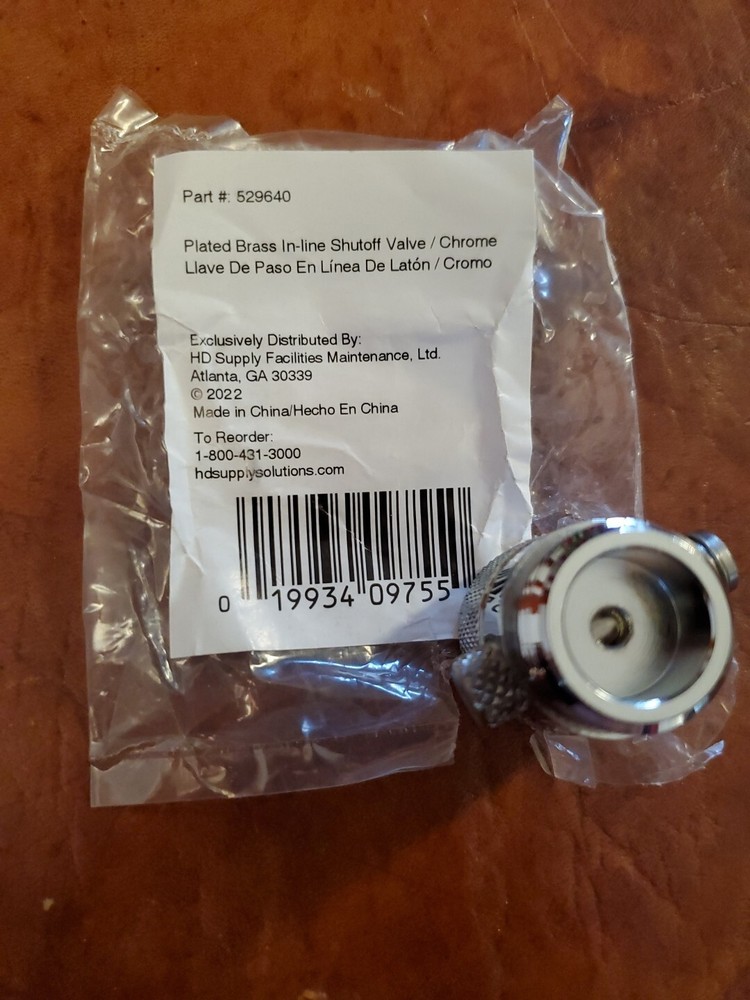 Part #: 529640
Plated Brass In-line Shutoff Valve / Chrome
Llave De Paso En Línea De Latón / Cromo
Exclusively Distributed By:
HD Supply Facilities Maintenance, Ltd.
Atlanta, GA 30339
© 2022
Made in China/Hecho En China
To Reorder:
1-800-431-3000
hdsupplysolutions.com
0 19934 09755